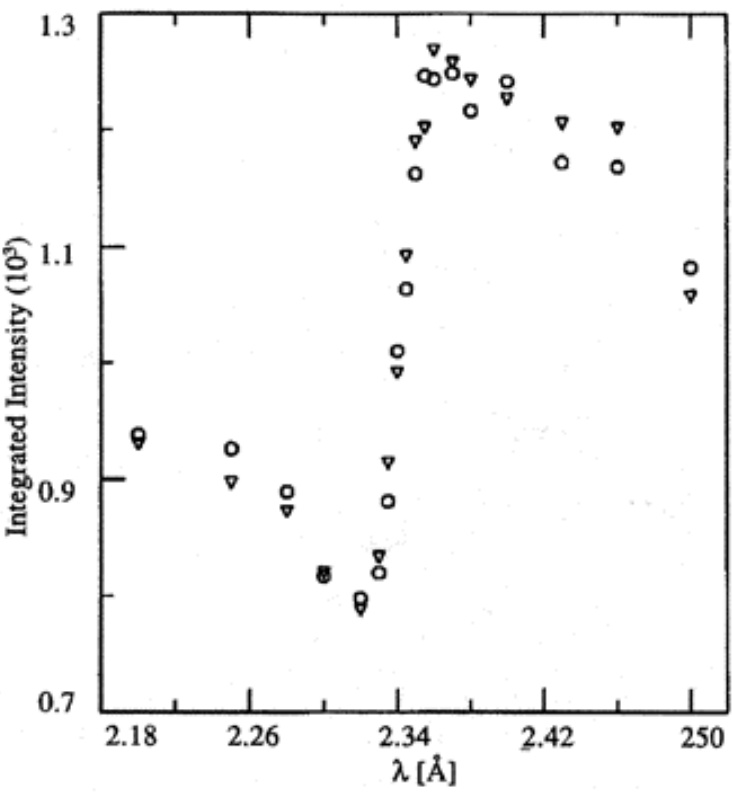 1.3
1.1
0.9
0.7
Integrated Intensity (10³)
2.18 2.26 2.34 2.42 250
λ [Å]